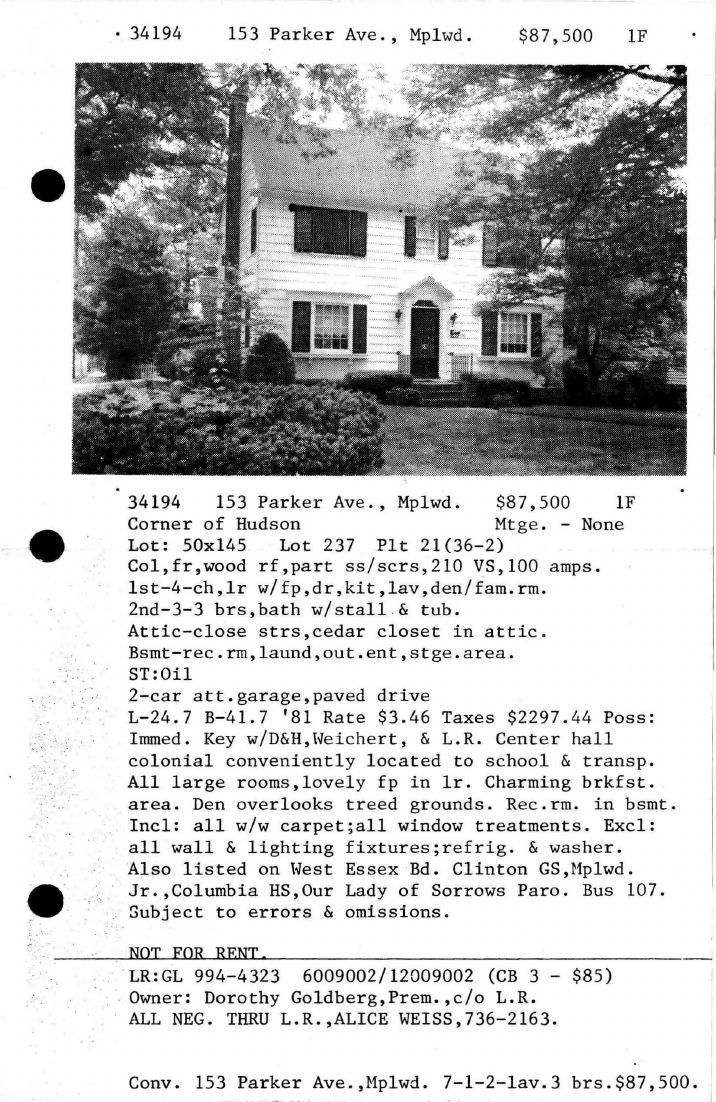 34194 153 Parker Ave., Mplwd. $87,500 1F
34194 153 Parker Ave., Mplwd. $87,500 1F
Corner of Hudson Mtge. - None
Lot: 50x145 Lot 237 Plt 21(36-2)
Col,fr,wood rf,part ss/scrs,210 VS,100 amps.
1st-4-ch,lr w/fp,dr,kit,lav,den/fam.rm.
2nd-3-3 brs,bath w/stall & tub.
Attic-close strs,cedar closet in attic.
Bsmt-rec.rm,laund,out.ent,stge.area.
ST:Oil
2-car att.garage,paved drive
L-24.7 B-41.7 '81 Rate $3.46 Taxes $2297.44 Poss:
Immed. Key w/D&H,Weichert, & L.R. Center hall
colonial conveniently located to school & transp.
All large rooms,lovely fp in lr. Charming brkfst.
area. Den overlooks treed grounds. Rec.rm. in bsmt.
Incl: all w/w carpet;all window treatments. Excl:
all wall & lighting fixtures;refrig. & washer.
Also listed on West Essex Bd. Clinton GS,Mplwd.
Jr.,Columbia HS,Our Lady of Sorrows Paro. Bus 107.
Subject to errors & omissions.
NOT FOR RENT.
LR:GL 994-4323 6009002/12009002 (CB 3 - $85)
Owner: Dorothy Goldberg,Prem.,c/o L.R.
ALL NEG. THRU L.R.,ALICE WEISS,736-2163.
Conv. 153 Parker Ave.,Mplwd. 7-1-2-lav.3 brs.$87,500.